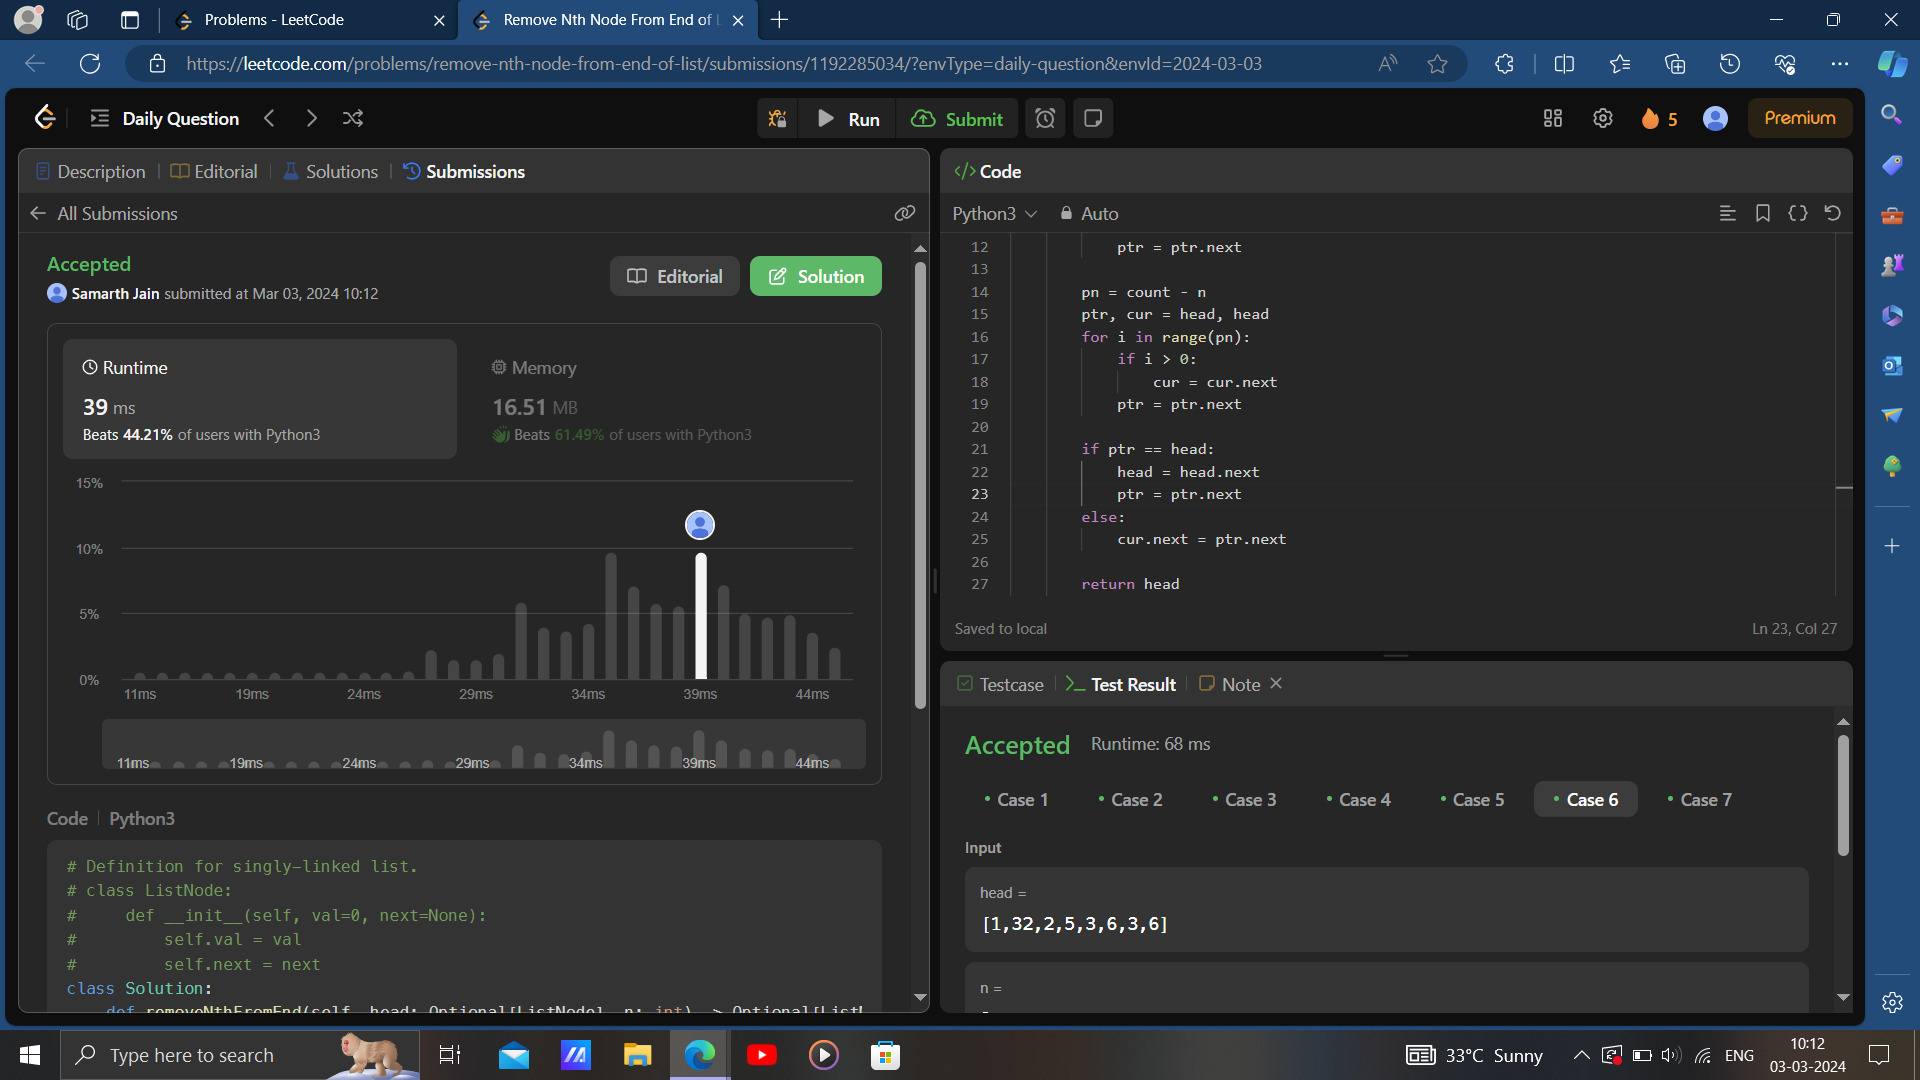 Problems - LeetCode
Remove Nth Node From End of
https://leetcode.com/problems/remove-nth-node-from-end-of-list/submissions/1192285034/?envType=daily-question&envId=2024-03-03
Daily Question
Run
Submit
5
Premium
Description
Editorial
Solutions
Submissions
All Submissions
Accepted
Samarth Jain submitted at Mar 03, 2024 10:12
Editorial
Solution
Runtime
39 ms
Beats 44.21% of users with Python3
Memory
16.51 MB
Beats 61.49% of users with Python3
15%
10%
5%
0%
11ms 19ms 24ms 29ms 34ms 39ms 44ms
11ms 19ms 24ms 29ms 34ms 39ms 44ms
Code | Python3
# Definition for singly-linked list.
# class ListNode:
#     def __init__(self, val=0, next=None):
#         self.val = val
#         self.next = next
class Solution:
    def removeNthFromEnd(self, head: Optional[ListNode], n: int) -> Optional[List
</> Code
Python3
Auto
12 ptr = ptr.next
13
14 pn = count - n
15 ptr, cur = head, head
16 for i in range(pn):
17     if i > 0:
18         cur = cur.next
19     ptr = ptr.next
20
21 if ptr == head:
22     head = head.next
23     ptr = ptr.next
24 else:
25     cur.next = ptr.next
26
27 return head
Saved to local
Ln 23, Col 27
Testcase
Test Result
Note
Accepted
Runtime: 68 ms
Case 1
Case 2
Case 3
Case 4
Case 5
Case 6
Case 7
Input
head =
[1,32,2,5,3,6,3,6]
n =
Type here to search
33°C Sunny
ENG
10:12
03-03-2024